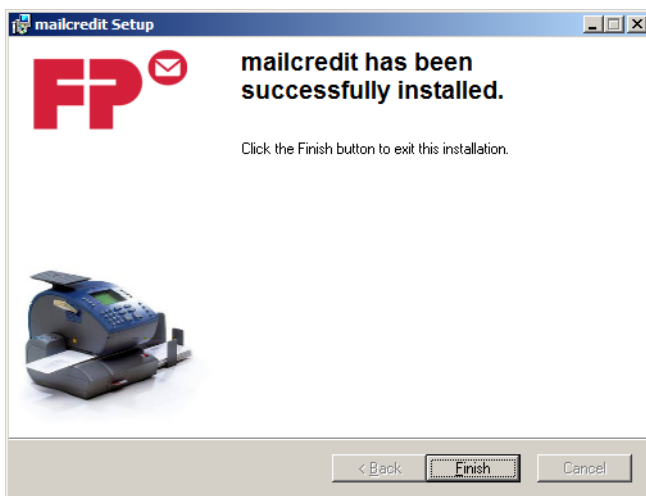 mailcredit Setup
FP
mailcredit has been
successfully installed.
Click the Finish button to exit this installation.
< Back
Finish
Cancel